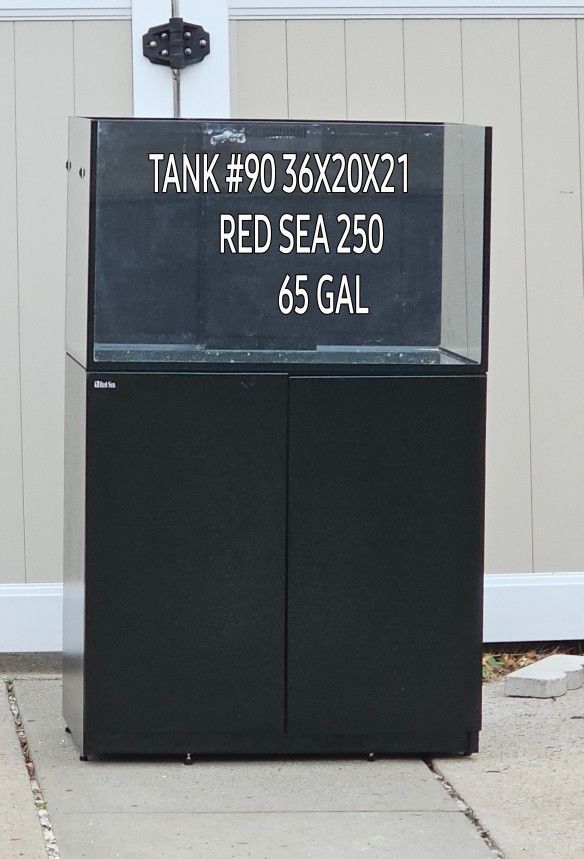 TANK #90 36X20X21
RED SEA 250
65 GAL
Red Sea